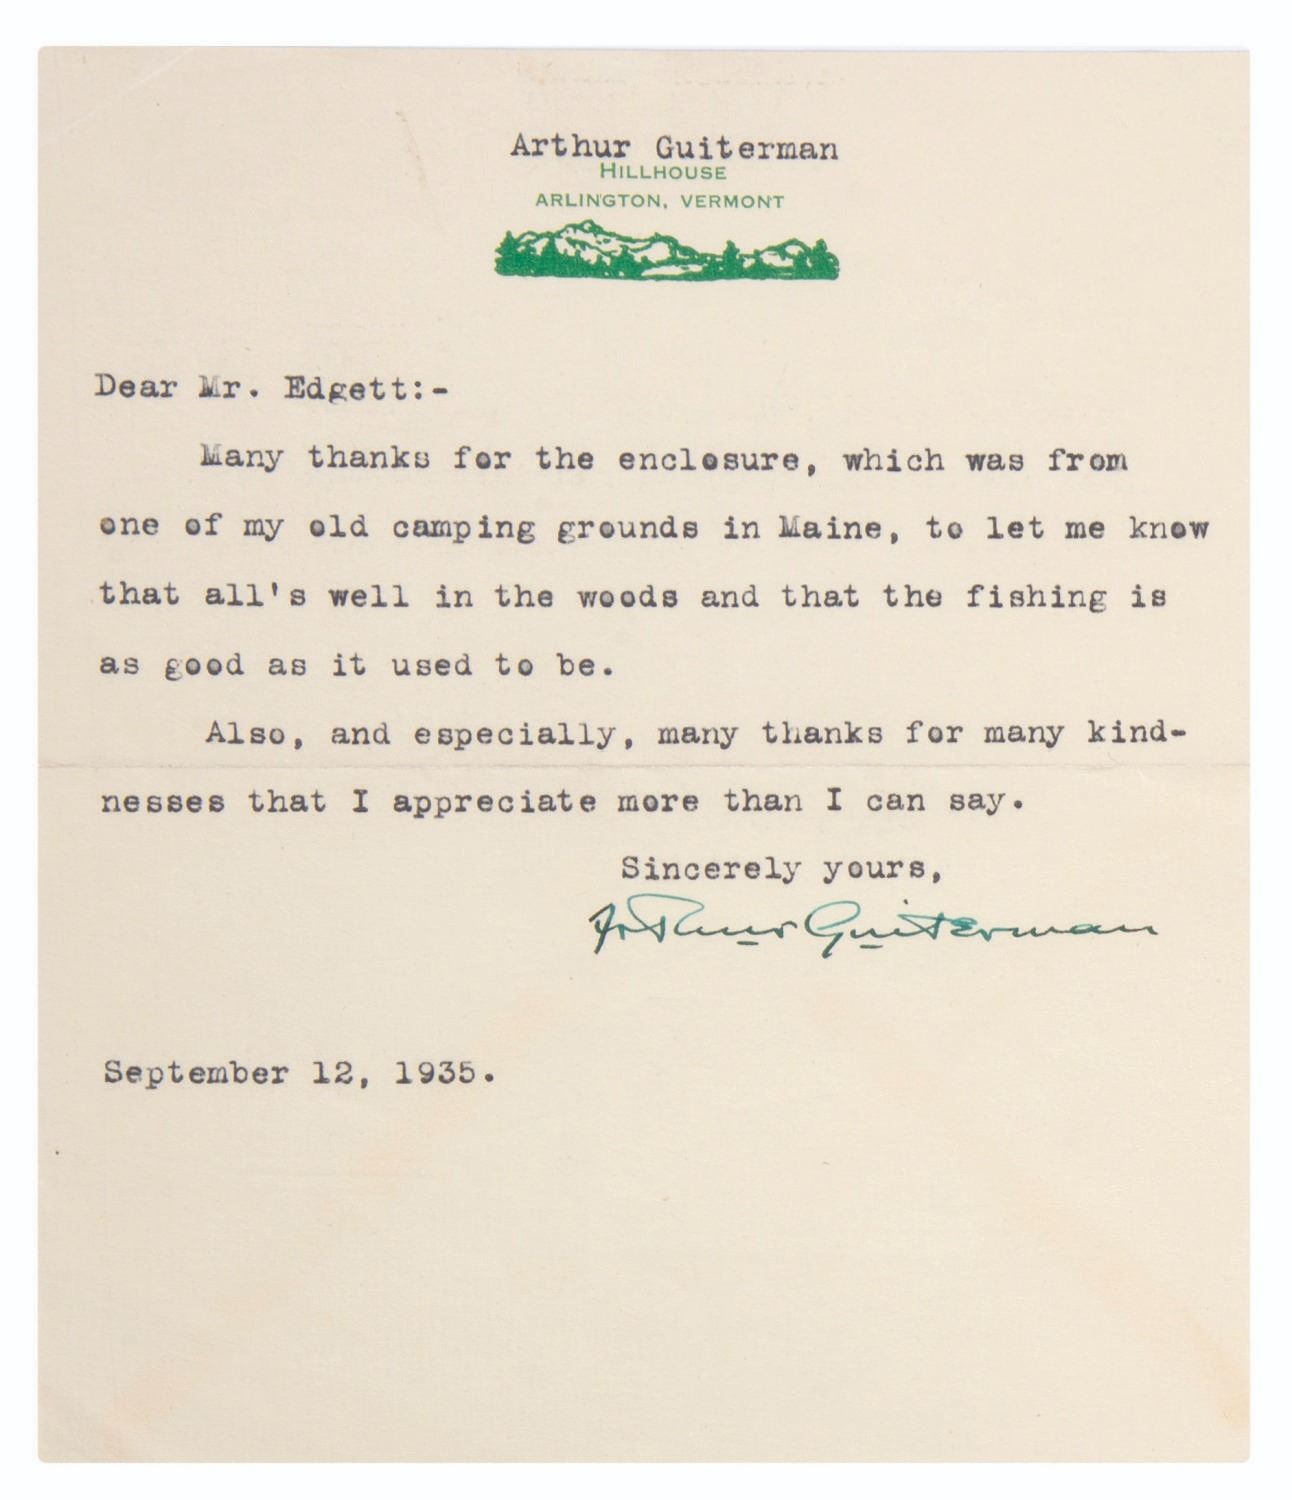 Arthur Guiterman
HILLHOUSE
ARLINGTON, VERMONT
Dear Mr. Edgett:-
Many thanks for the enclosure, which was from
one of my old camping grounds in Maine, to let me know
that all's well in the woods and that the fishing is
as good as it used to be.
Also, and especially, many thanks for many kind-
nesses that I appreciate more than I can say.
Sincerely yours,
Arthur Guiterman
September 12, 1935.